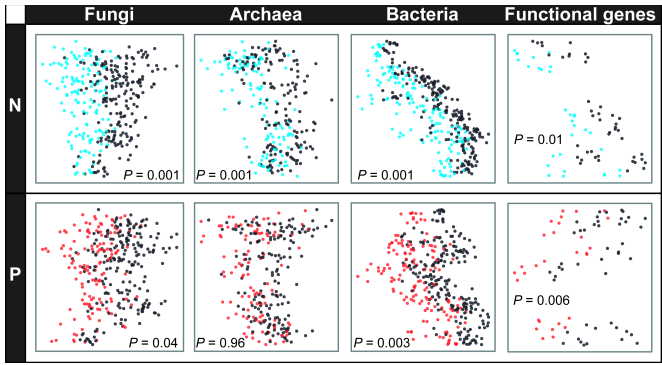 Fungi Archaea Bacteria Functional genes
N
P = 0.001 P = 0.001 P = 0.001 P = 0.01
P
P = 0.04 P = 0.96 P = 0.003 P = 0.006